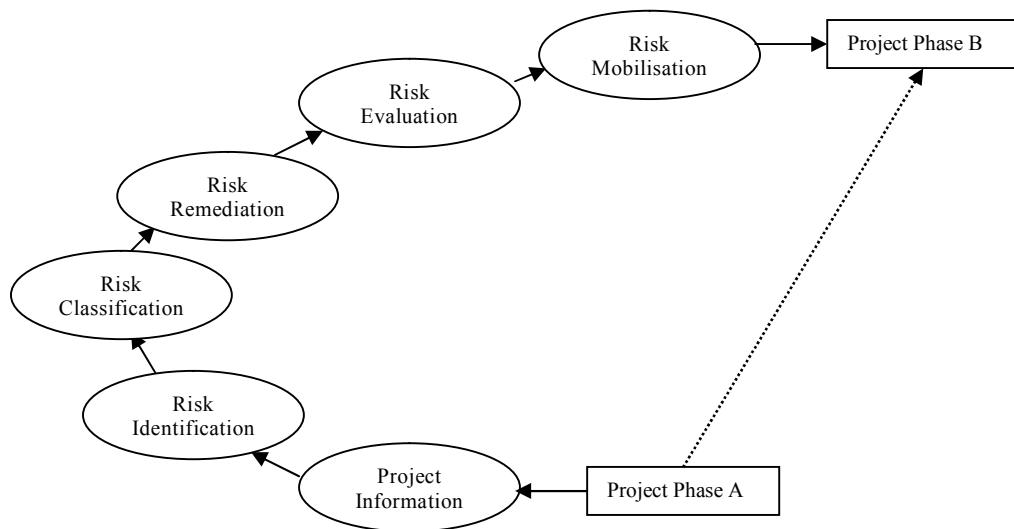 Risk
Mobilisation
Project Phase B
Risk
Evaluation
Risk
Remediation
Risk
Classification
Risk
Identification
Project
Information
Project Phase A